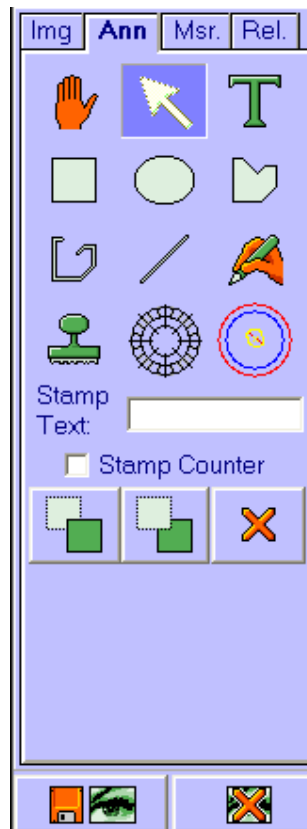 Img Ann Msr. Rel.
T
Stamp
Text:
Stamp Counter